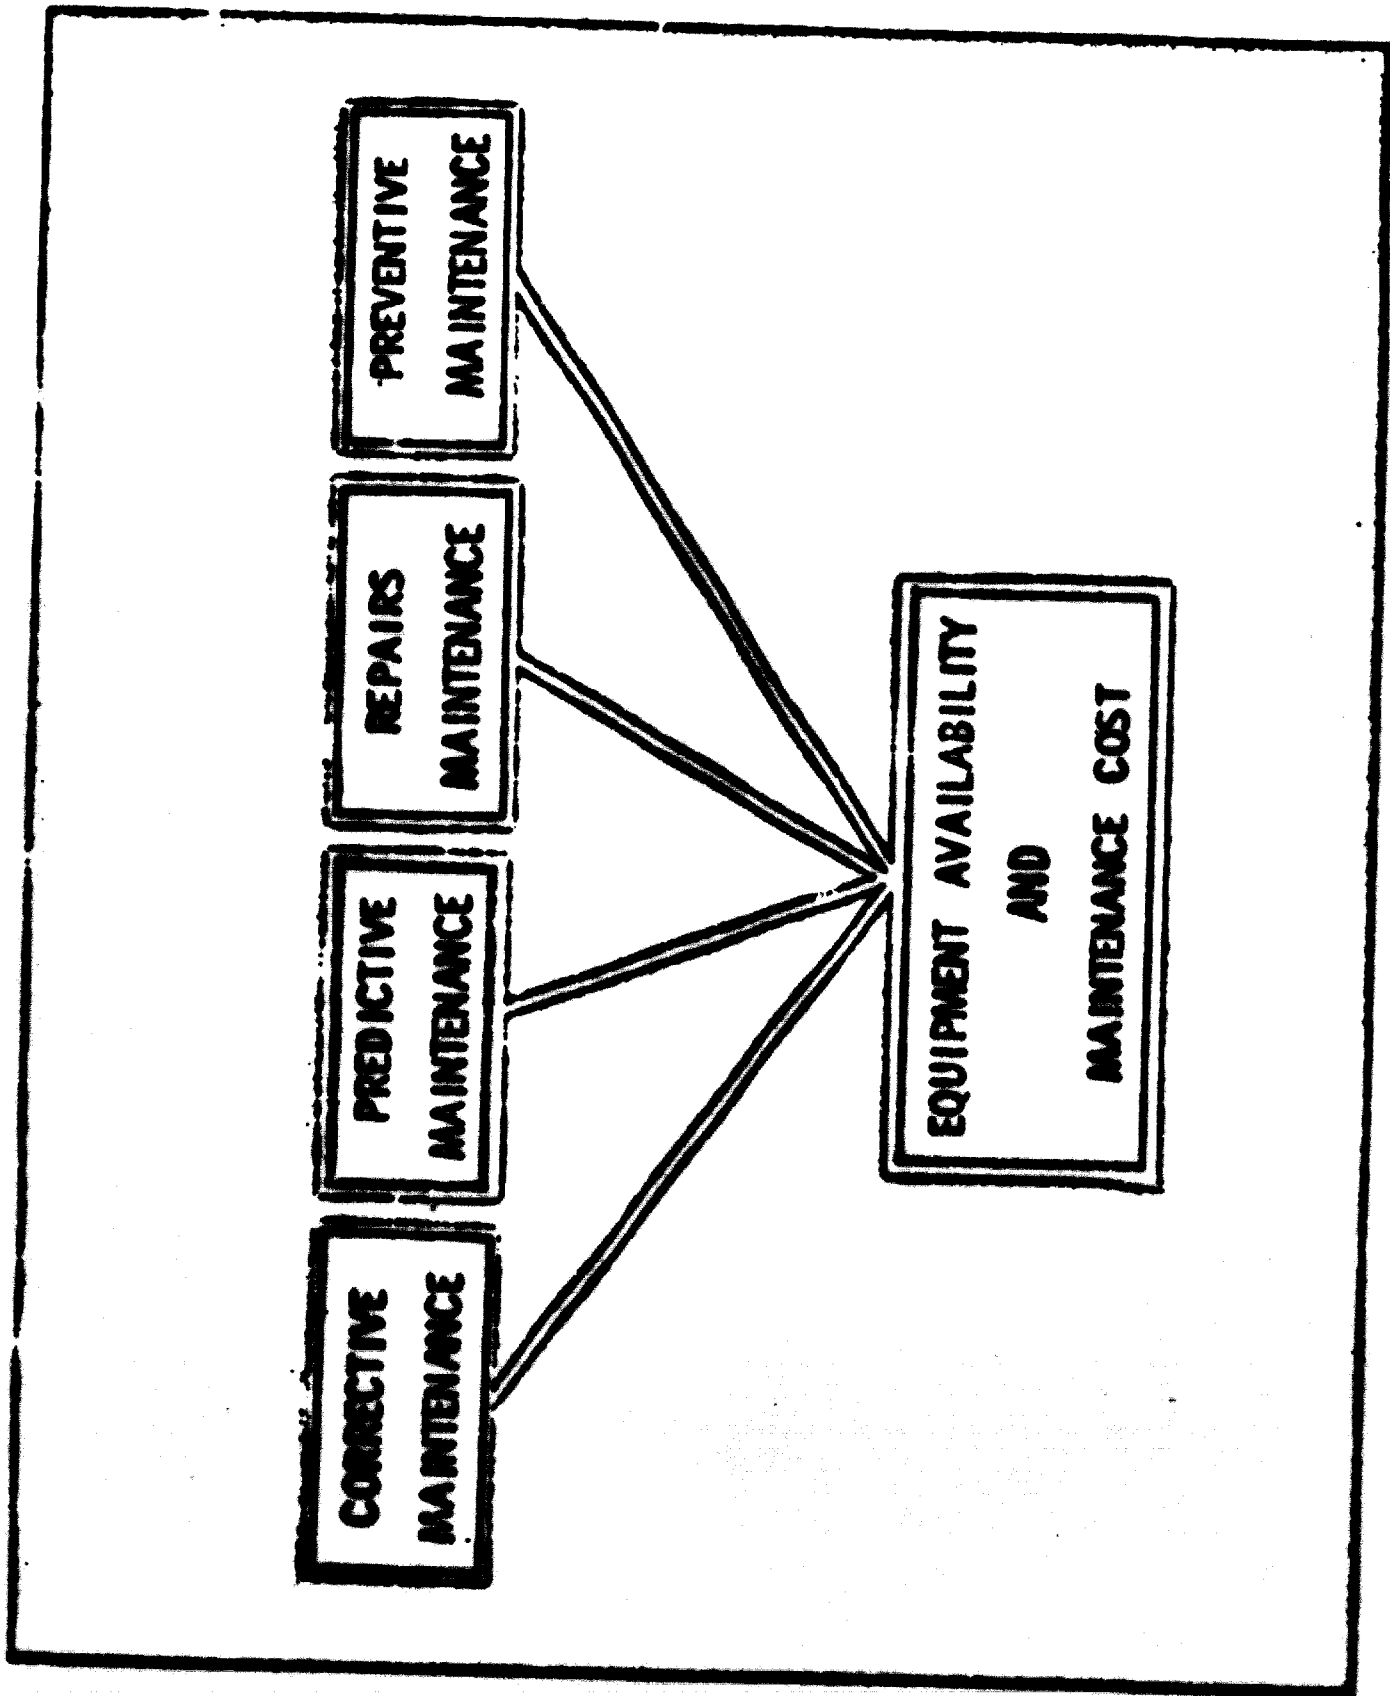 CORRECTIVE
MAINTENANCE
PREDICTIVE
MAINTENANCE
REPAIRS
MAINTENANCE
PREVENTIVE
MAINTENANCE
EQUIPMENT AVAILABILITY
AND
MAINTENANCE COST